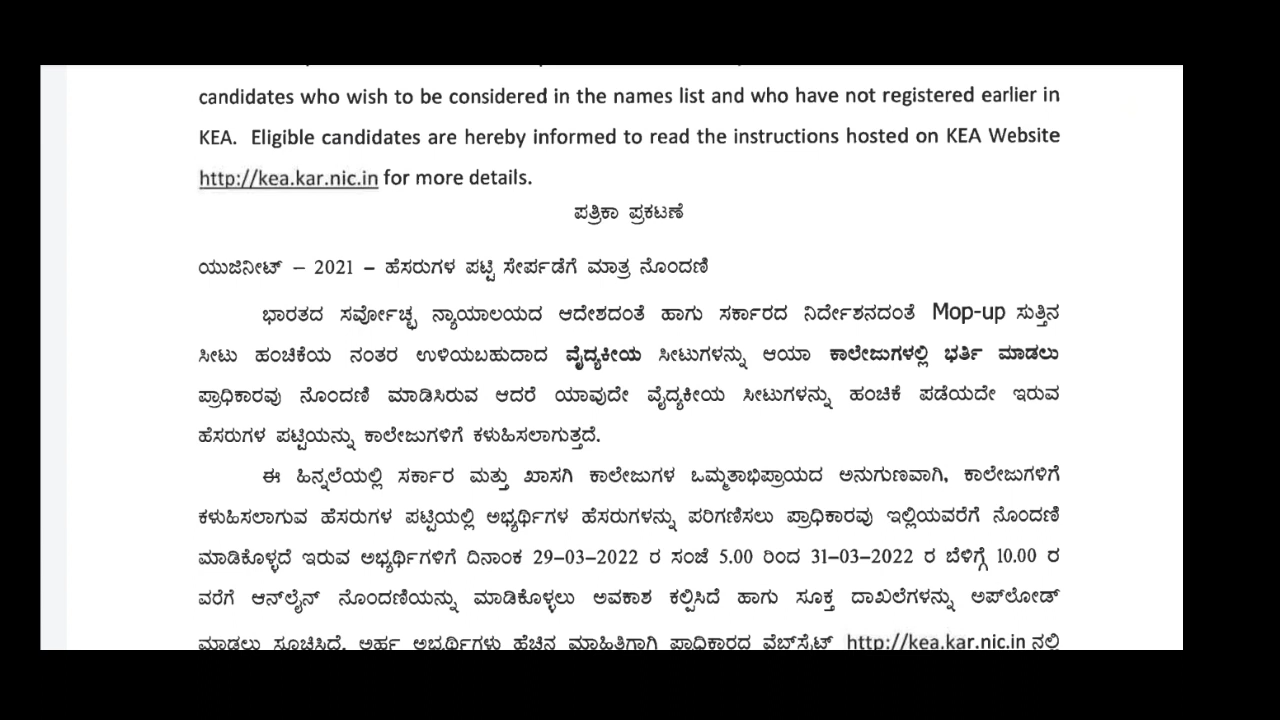 candidates who wish to be considered in the names list and who have not registered earlier in
KEA. Eligible candidates are hereby informed to read the instructions hosted on KEA Website
http://kea.kar.nic.in for more details.
ಪತ್ರಿಕಾ ಪ್ರಕಟಣೆ
ಯುಜಿನೀಟ್ – 2021 – ಹೆಸರುಗಳ ಪಟ್ಟಿ ಸೇರ್ಪಡೆಗೆ ಮಾತ್ರ ನೊಂದಣಿ
ಭಾರತದ ಸರ್ವೋಚ್ಛ ನ್ಯಾಯಾಲಯದ ಆದೇಶದಂತೆ ಹಾಗು ಸರ್ಕಾರದ ನಿರ್ದೇಶನದಂತೆ Mop-up ಸುತ್ತಿನ
ಸೀಟು ಹಂಚಿಕೆಯ ನಂತರ ಉಳಿಯಬಹುದಾದ ವೈದ್ಯಕೀಯ ಸೀಟುಗಳನ್ನು ಆಯಾ ಕಾಲೇಜುಗಳಲ್ಲಿ ಭರ್ತಿ ಮಾಡಲು
ಪ್ರಾಧಿಕಾರವು ನೊಂದಣಿ ಮಾಡಿಸಿರುವ ಆದರೆ ಯಾವುದೇ ವೈದ್ಯಕೀಯ ಸೀಟುಗಳನ್ನು ಹಂಚಿಕೆ ಪಡೆಯದೇ ಇರುವ
ಹೆಸರುಗಳ ಪಟ್ಟಿಯನ್ನು ಕಾಲೇಜುಗಳಿಗೆ ಕಳುಹಿಸಲಾಗುತ್ತದೆ.
ಈ ಹಿನ್ನಲೆಯಲ್ಲಿ ಸರ್ಕಾರ ಮತ್ತು ಖಾಸಗಿ ಕಾಲೇಜುಗಳ ಒಮ್ಮತಾಭಿಪ್ರಾಯದ ಅನುಗುಣವಾಗಿ, ಕಾಲೇಜುಗಳಿಗೆ
ಕಳುಹಿಸಲಾಗುವ ಹೆಸರುಗಳ ಪಟ್ಟಿಯಲ್ಲಿ ಅಭ್ಯರ್ಥಿಗಳ ಹೆಸರುಗಳನ್ನು ಪರಿಗಣಿಸಲು ಪ್ರಾಧಿಕಾರವು ಇಲ್ಲಿಯವರೆಗೆ ನೊಂದಣಿ
ಮಾಡಿಕೊಳ್ಳದೆ ಇರುವ ಅಭ್ಯರ್ಥಿಗಳಿಗೆ ದಿನಾಂಕ 29–03–2022 ರ ಸಂಜೆ 5.00 ರಿಂದ 31–03–2022 ರ ಬೆಳಿಗ್ಗೆ 10.00 ರ
ವರೆಗೆ ಆನ್‌ಲೈನ್ ನೊಂದಣಿಯನ್ನು ಮಾಡಿಕೊಳ್ಳಲು ಅವಕಾಶ ಕಲ್ಪಿಸಿದೆ ಹಾಗು ಸೂಕ್ತ ದಾಖಲೆಗಳನ್ನು ಅಪ್‌ಲೋಡ್
ಮಾಡಲು ಸೂಚಿಸಿದೆ. ಅರ್ಹ ಅಭ್ಯರ್ಥಿಗಳು ಹೆಚ್ಚಿನ ಮಾಹಿತಿಗಾಗಿ ಪ್ರಾಧಿಕಾರದ ವೆಬ್‌ಸೈಟ್ http://kea.kar.nic.in ನಲ್ಲಿ